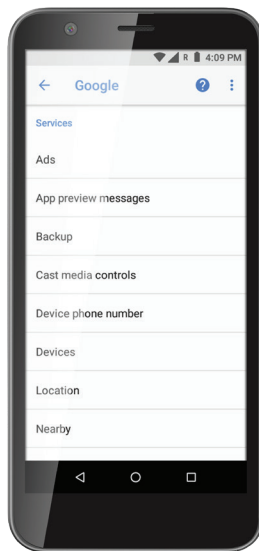 R 4:09 PM
Google
Services
Ads
App preview messages
Backup
Cast media controls
Device phone number
Devices
Location
Nearby